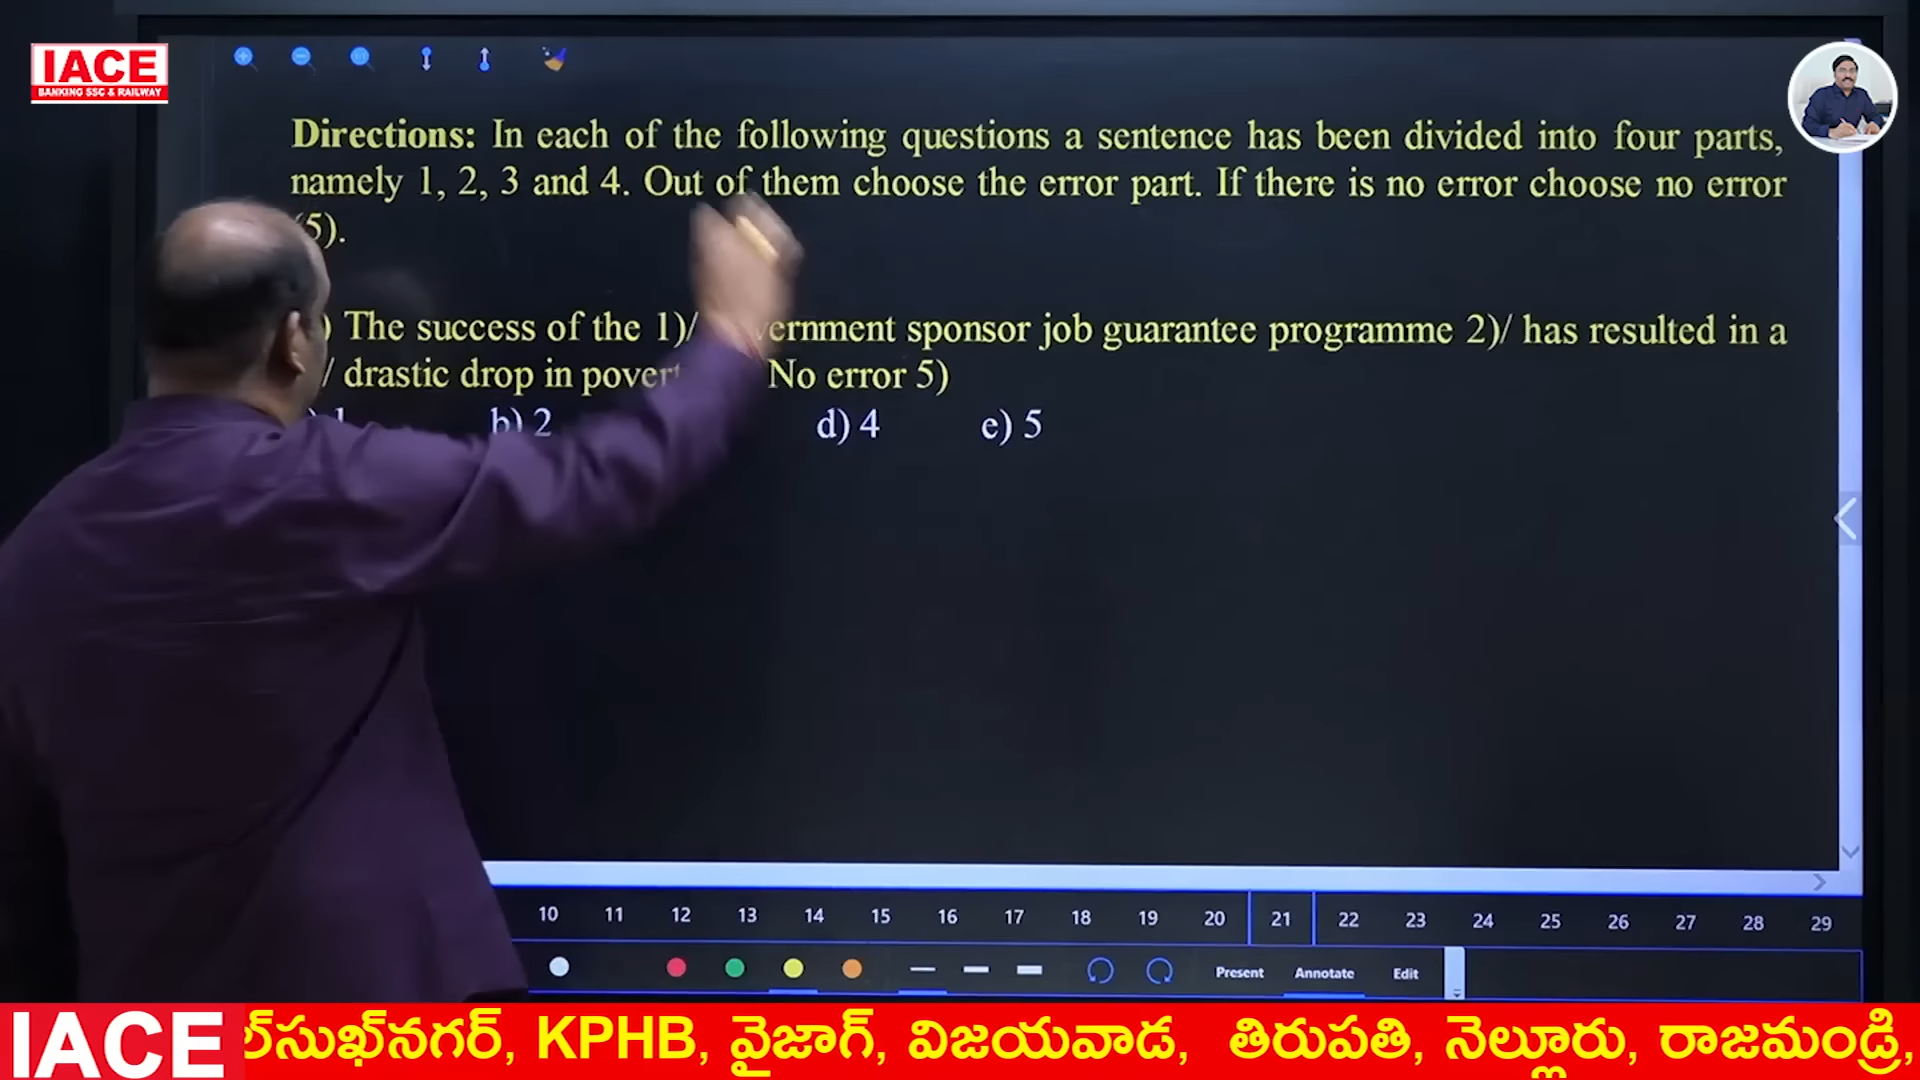 IACE
BANKING SSC & RAILWAY
Directions: In each of the following questions a sentence has been divided into four parts,
namely 1, 2, 3 and 4. Out of them choose the error part. If there is no error choose no error
5).
) The success of the 1)/ ernment sponsor job guarantee programme 2)/ has resulted in a
/ drastic drop in pover No error 5)
) 1 b) 2 d) 4 e) 5
10 11 12 13 14 15 16 17 18 19 20 21 22 23 24 25 26 27 28 29
Present Annotate Edit
IACE ల్‌సుఖ్‌నగర్, KPHB, వైజాగ్, విజయవాడ, తిరుపతి, నెల్లూరు, రాజమండ్రి,